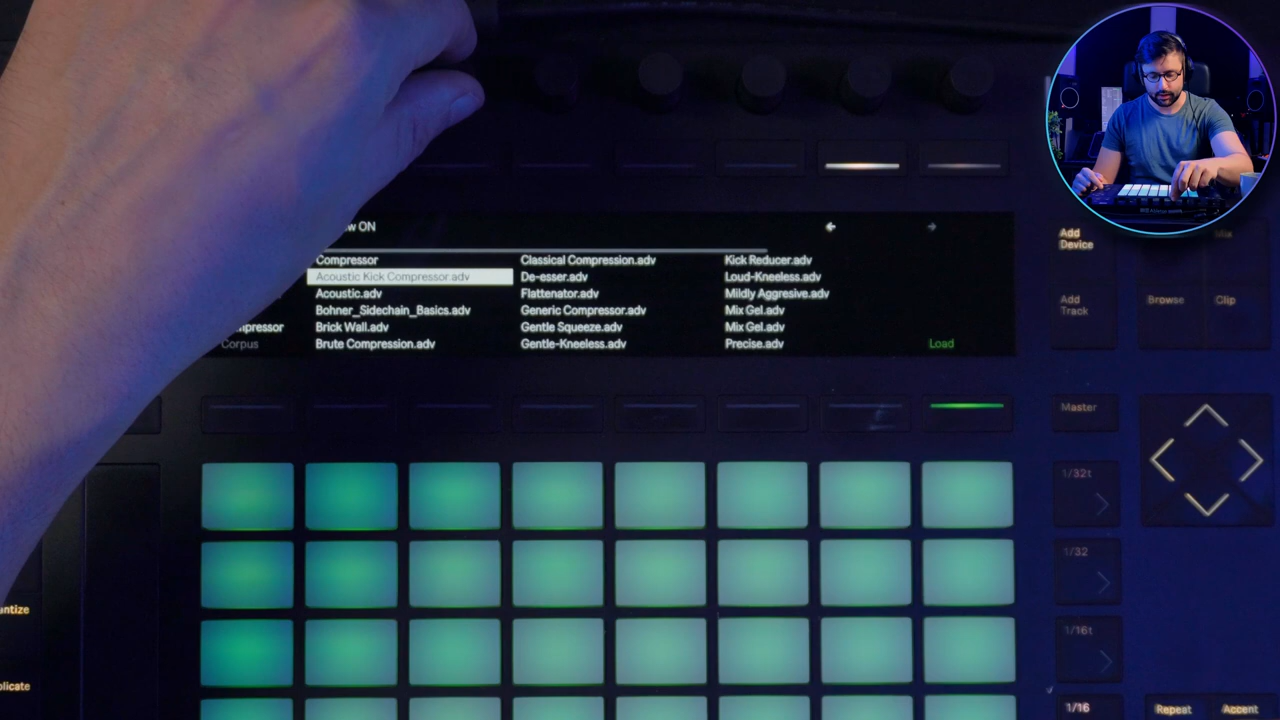 w ON
Compressor
Acoustic Kick Compressor.adv
Acoustic.adv
Bohner_Sidechain_Basics.adv
Brick Wall.adv
Brute Compression.adv
mpressor
Corpus
Classical Compression.adv
De-esser.adv
Flattenator.adv
Generic Compressor.adv
Gentle Squeeze.adv
Gentle-Kneeless.adv
Kick Reducer.adv
Loud-Kneeless.adv
Mildly Aggresive.adv
Mix Gel.adv
Mix Gel.adv
Precise.adv
Load
Add
Device
Mix
Add
Track
Browse
Clip
Master
1/32t
1/32
1/16t
1/16
Repeat
Accent
antize
plicate